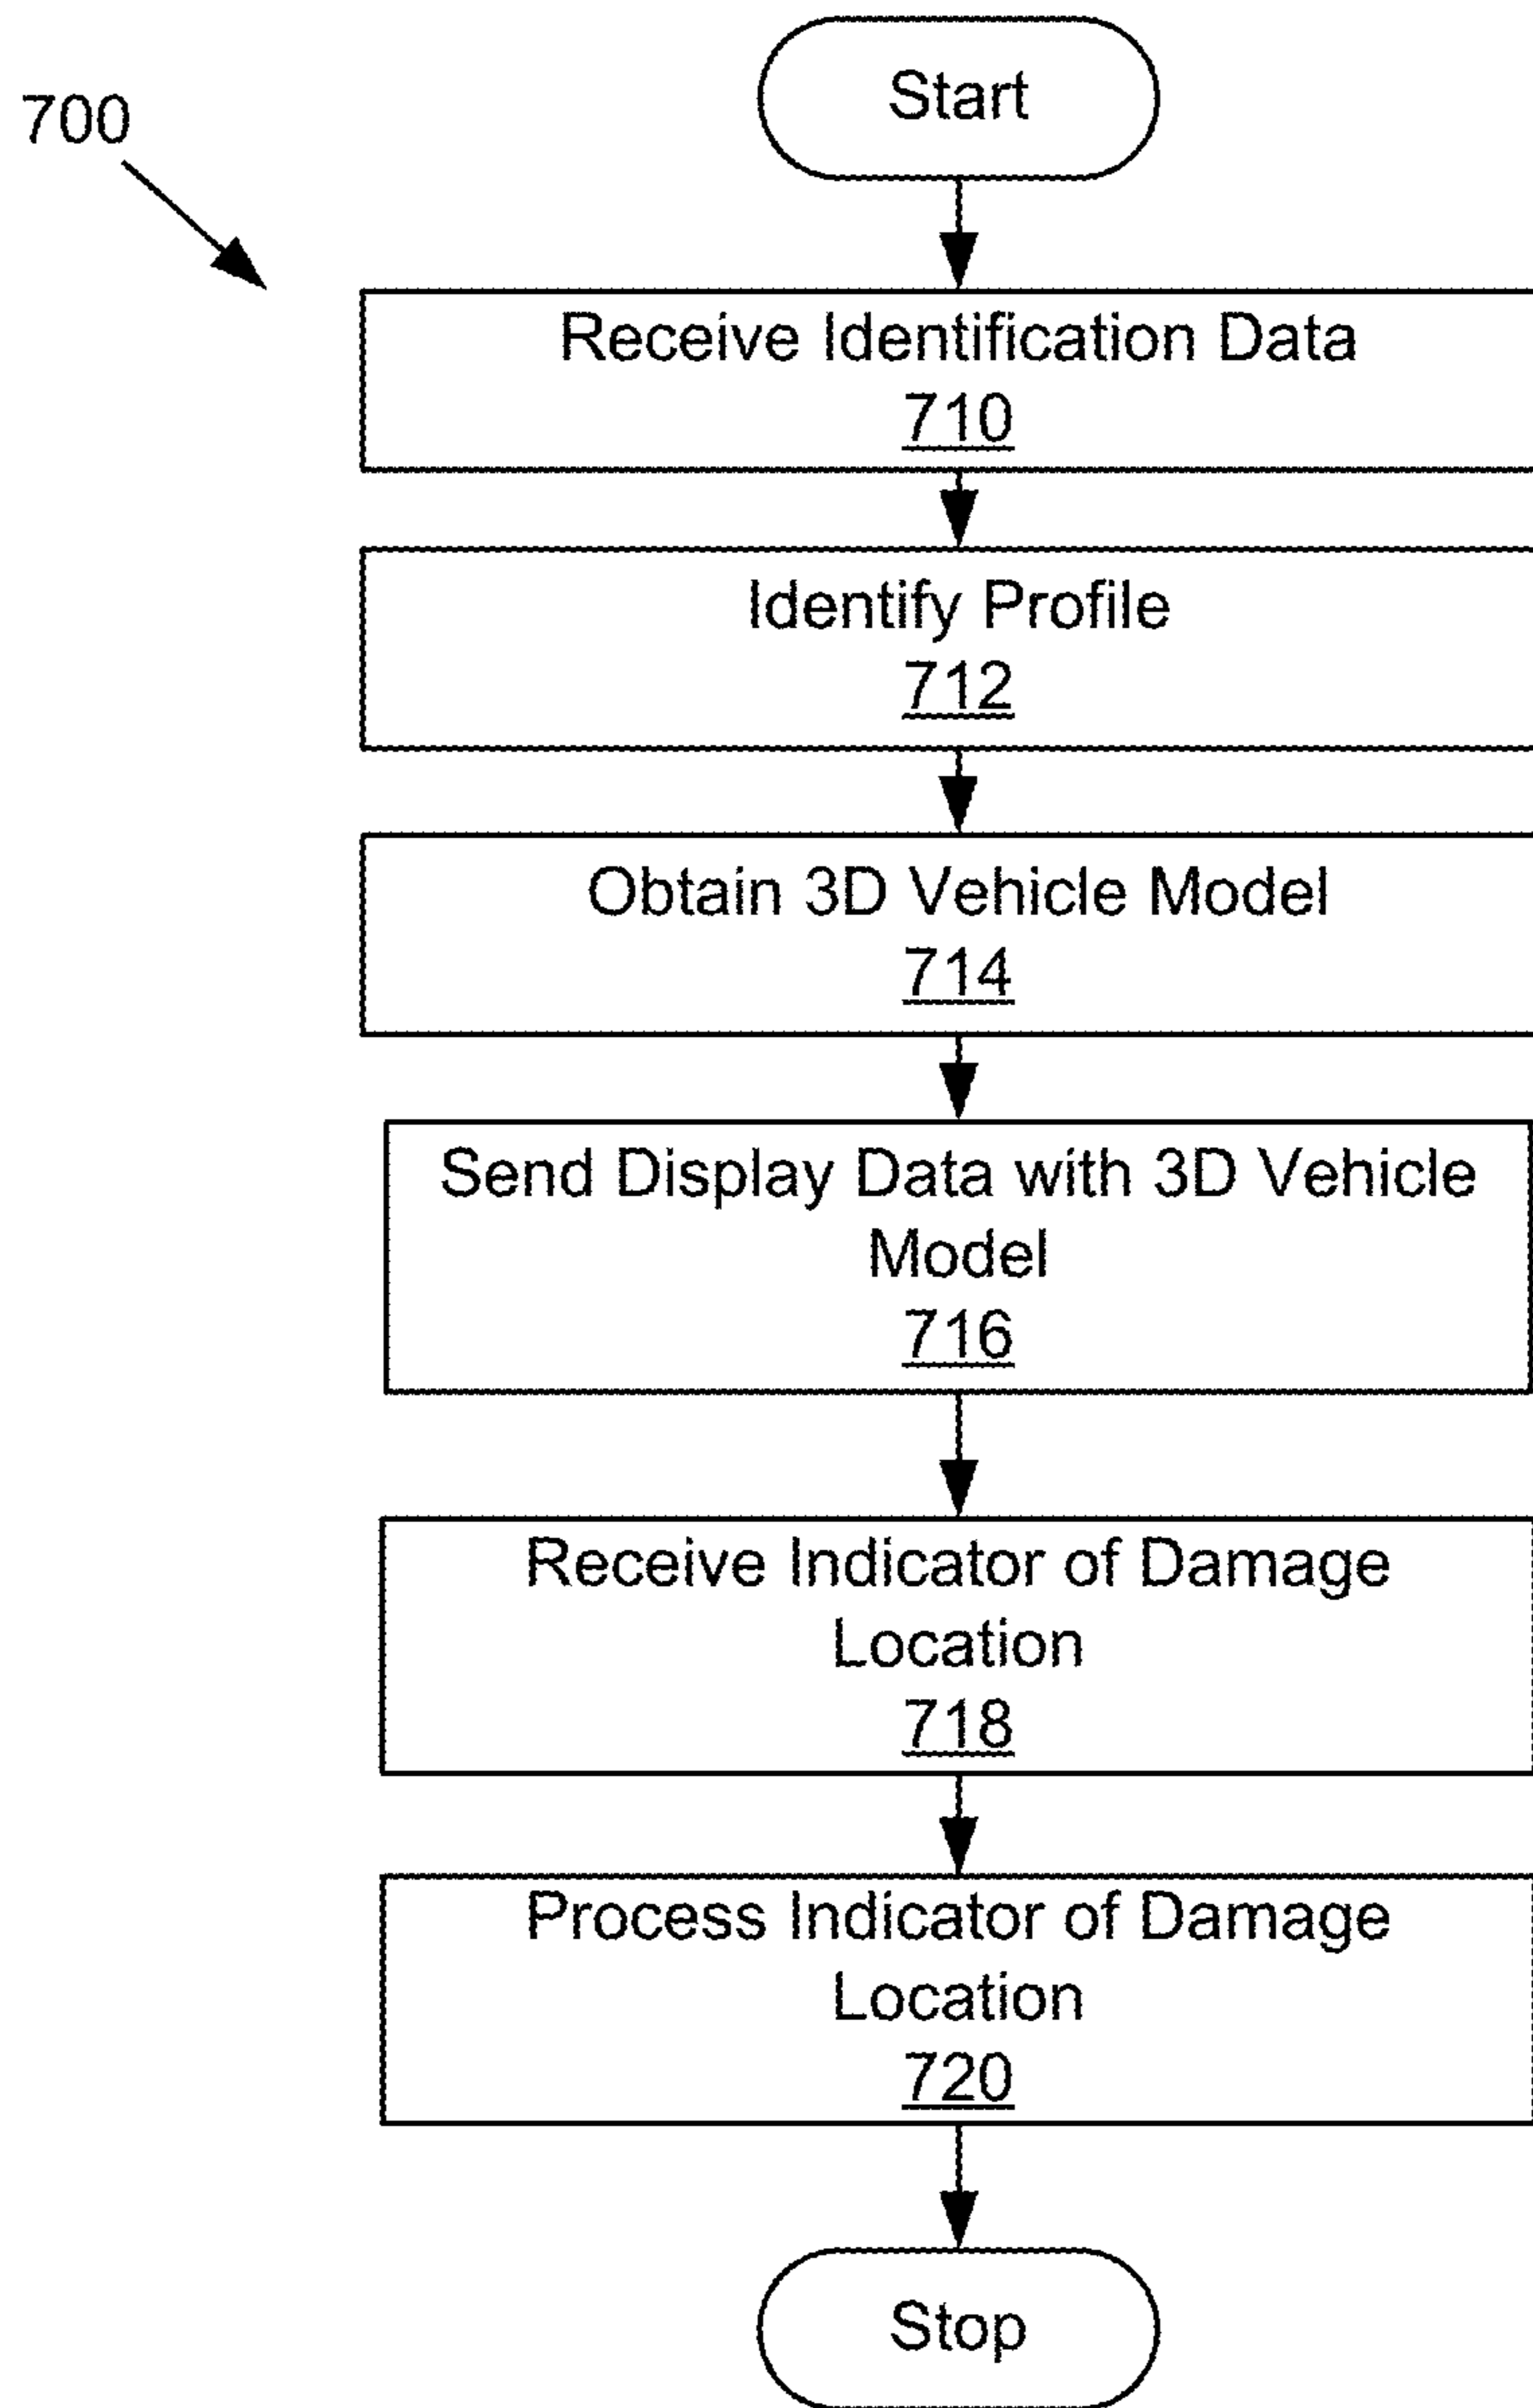 700
Start
Receive Identification Data
710
Identify Profile
712
Obtain 3D Vehicle Model
714
Send Display Data with 3D Vehicle
Model
716
Receive Indicator of Damage
Location
718
Process Indicator of Damage
Location
720
Stop